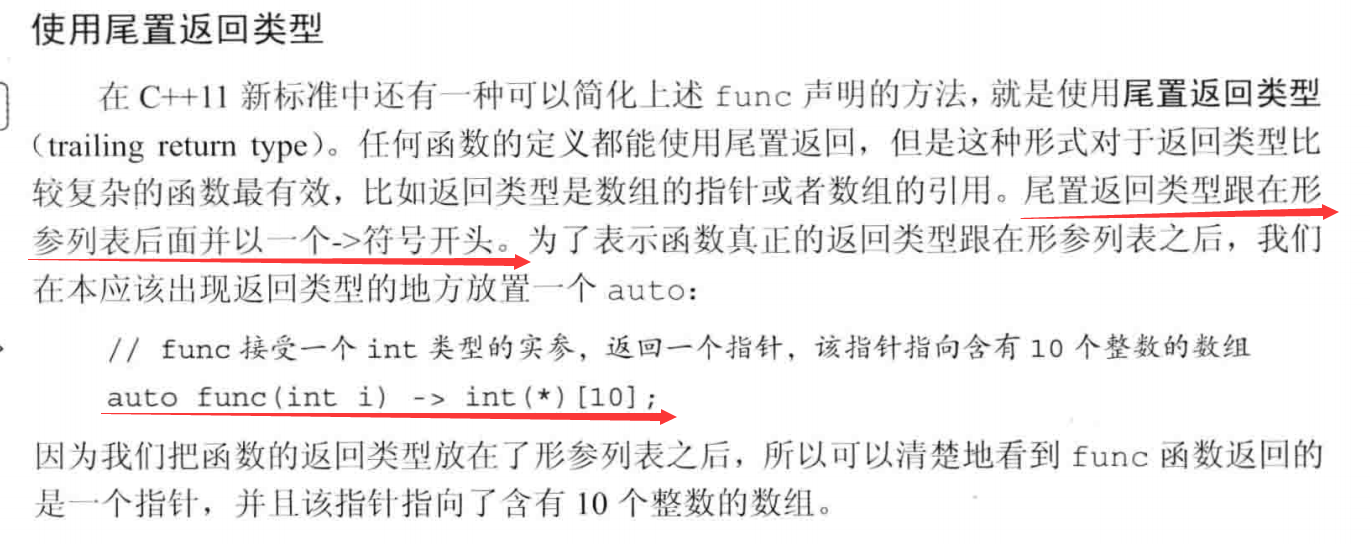 使用尾置返回类型
在 C++11 新标准中还有一种可以简化上述 func 声明的方法，就是使用尾置返回类型
（trailing return type）。任何函数的定义都能使用尾置返回，但是这种形式对于返回类型比
较复杂的函数最有效，比如返回类型是数组的指针或者数组的引用。尾置返回类型跟在形
参列表后面并以一个->符号开头。为了表示函数真正的返回类型跟在形参列表之后，我们
在本应该出现返回类型的地方放置一个 auto：
// func 接受一个 int 类型的实参，返回一个指针，该指针指向含有 10 个整数的数组
auto func(int i) -> int(*)[10];
因为我们把函数的返回类型放在了形参列表之后，所以可以清楚地看到 func 函数返回的
是一个指针，并且该指针指向了含有 10 个整数的数组。